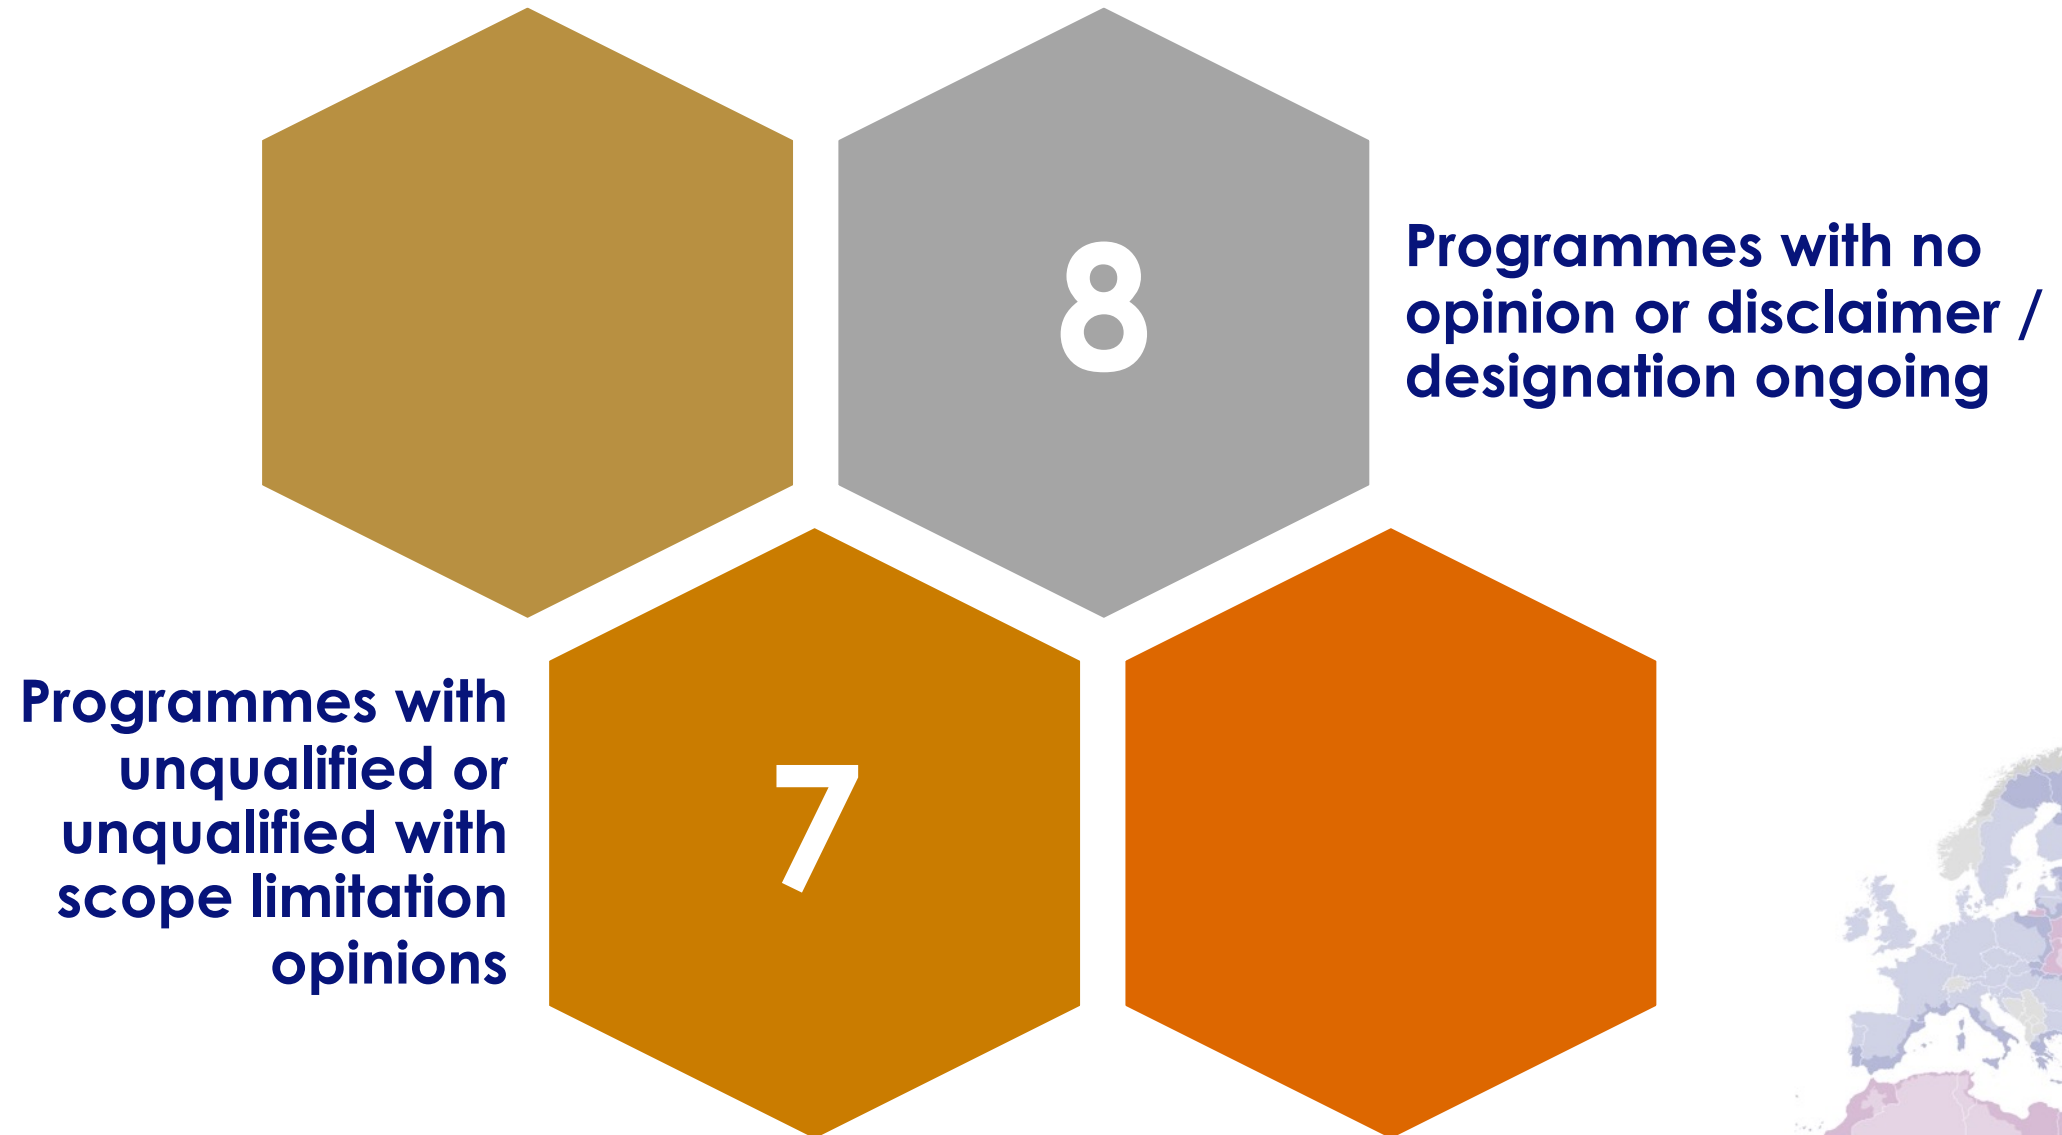 8
Programmes with no
opinion or disclaimer /
designation ongoing
Programmes with
unqualified or
unqualified with
scope limitation
opinions
7